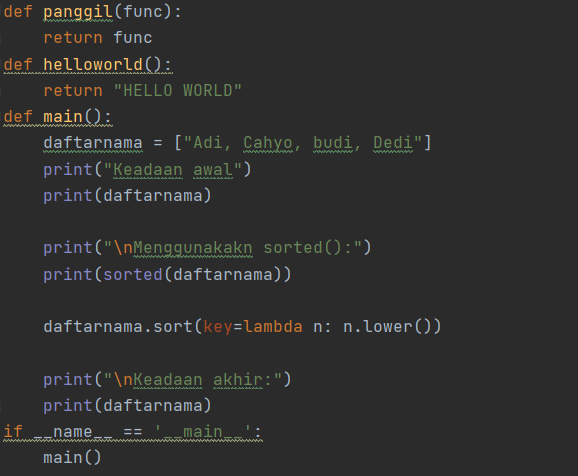 def panggil(func):
    return func
def helloworld():
    return "HELLO WORLD"
def main():
    daftarnama = ["Adi, Cahyo, budi, Dedi"]
    print("Keadaan awal")
    print(daftarnama)

    print("\nMenggunakakn sorted():")
    print(sorted(daftarnama))

    daftarnama.sort(key=lambda n: n.lower())

    print("\nKeadaan akhir:")
    print(daftarnama)
if __name__ == '__main__':
    main()